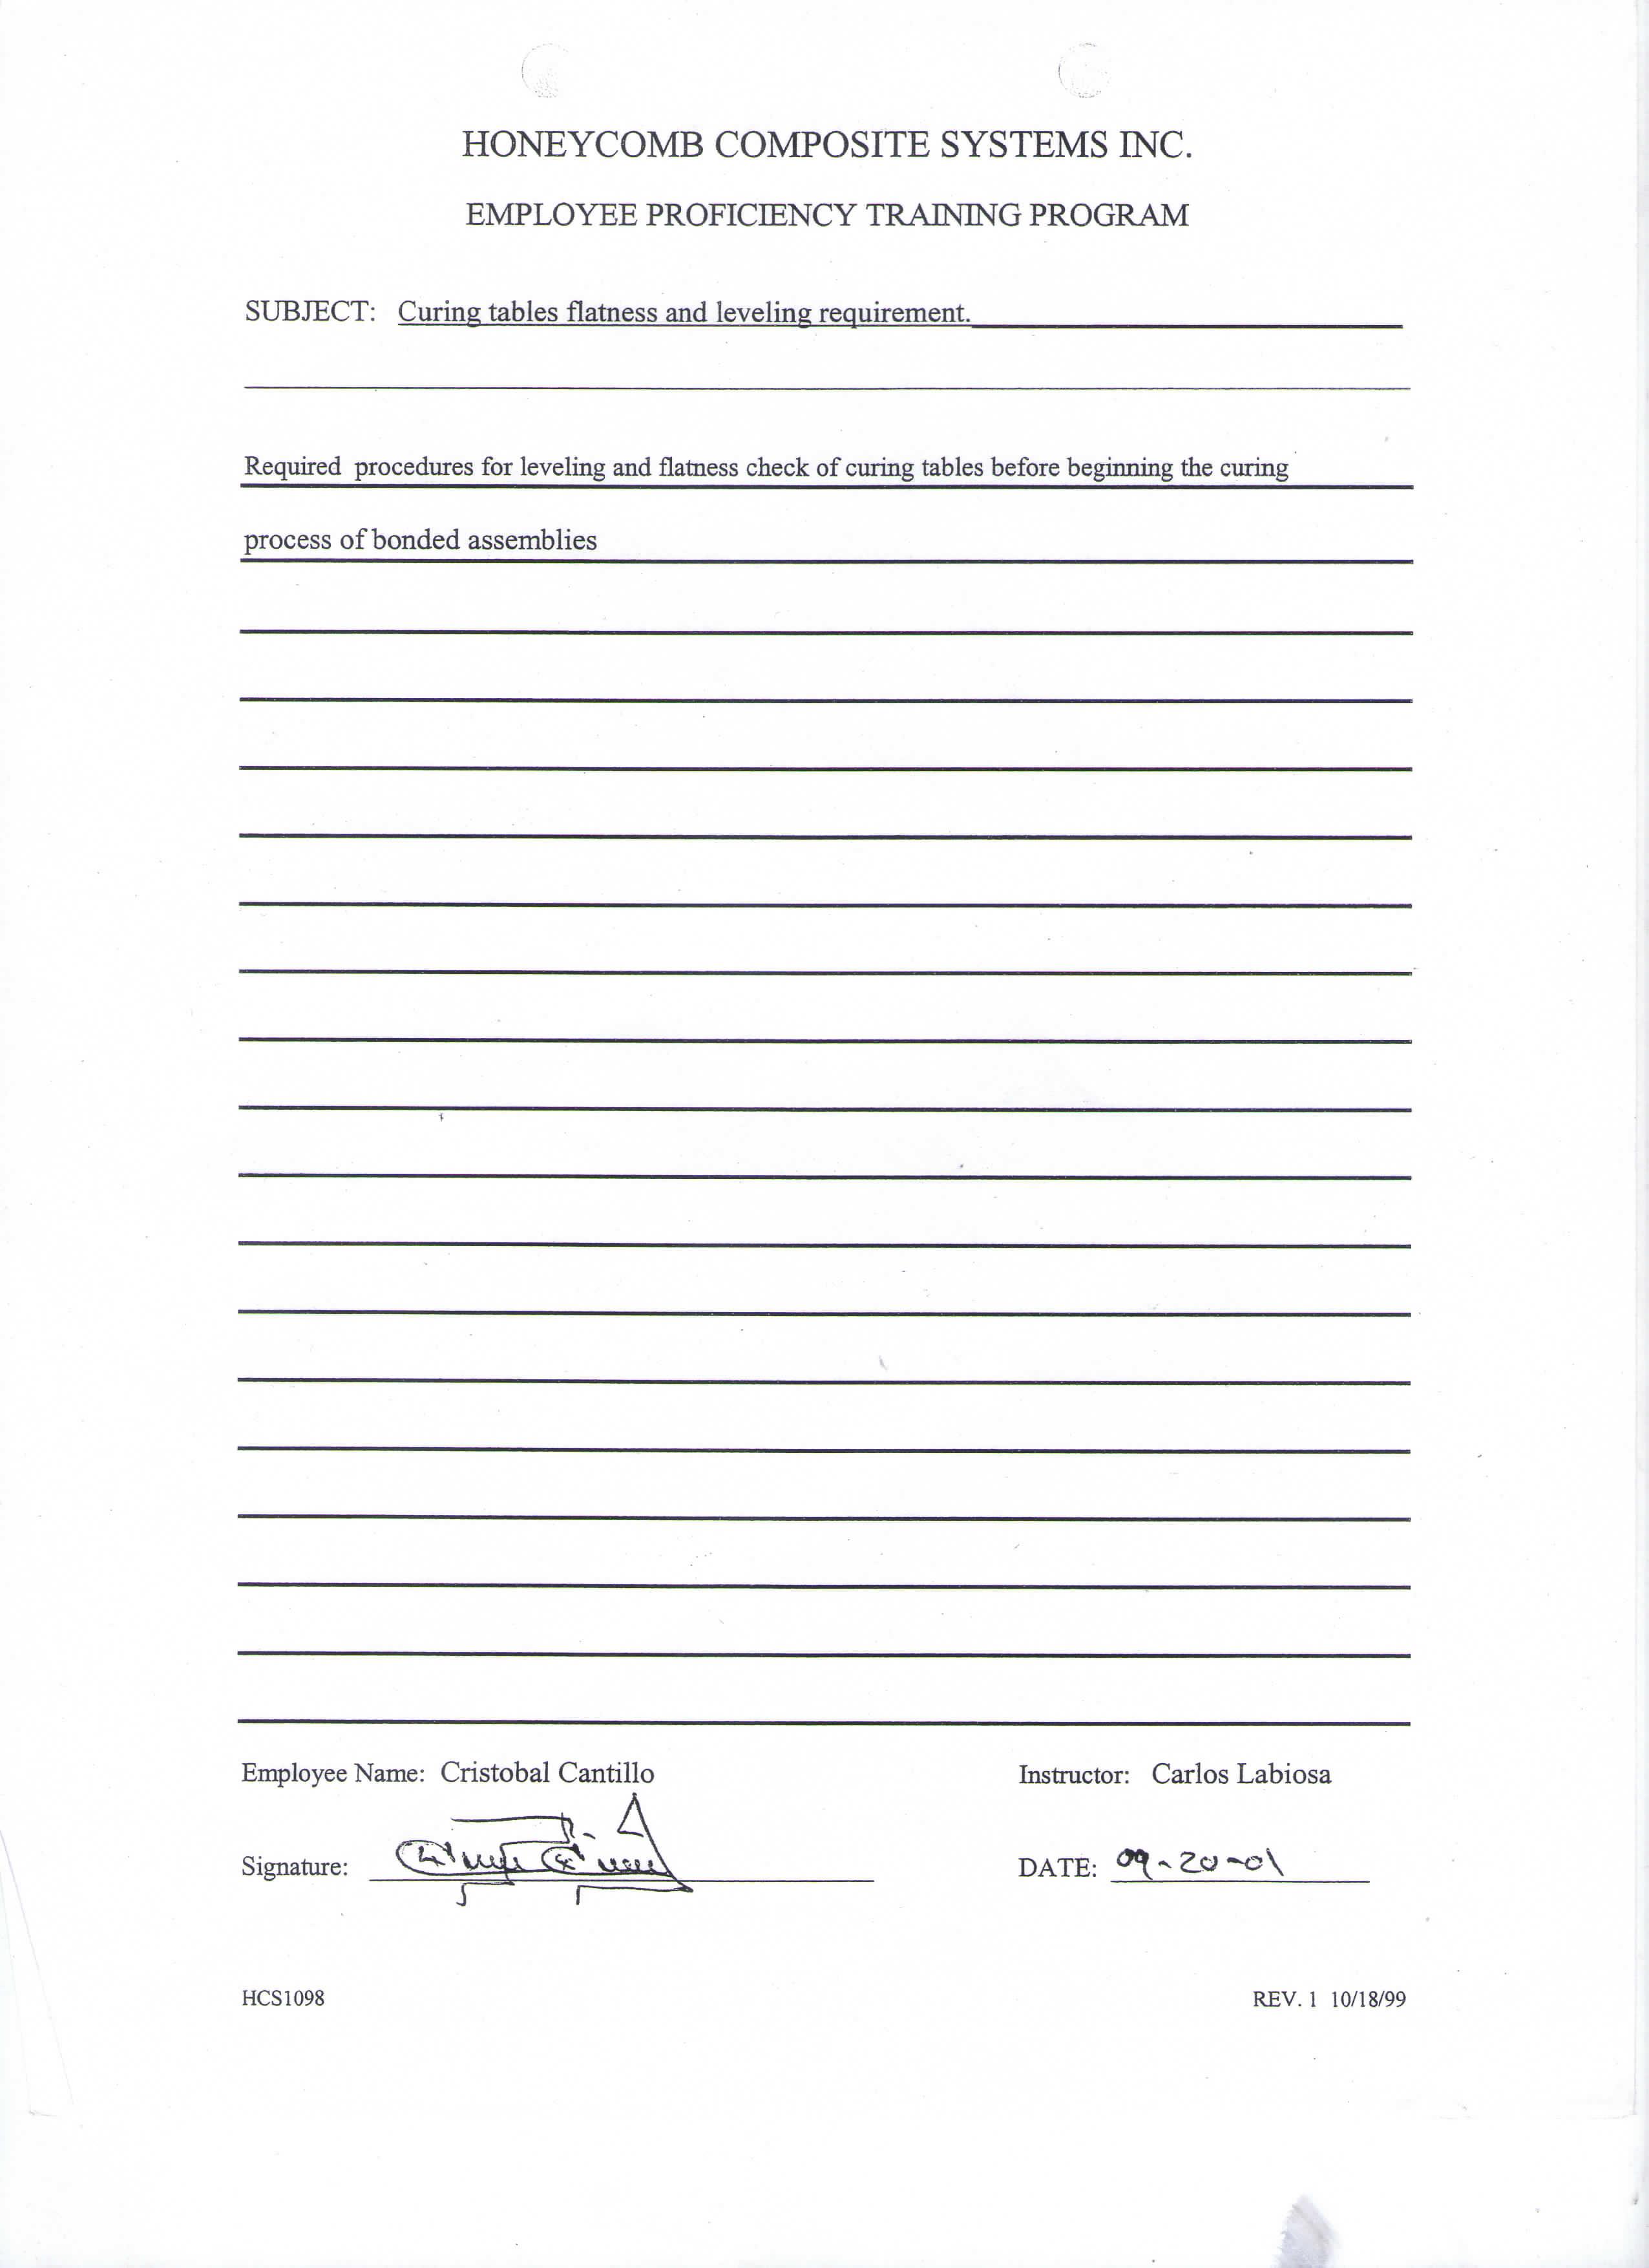 HONEYCOMB COMPOSITE SYSTEMS INC.
EMPLOYEE PROFICIENCY TRAINING PROGRAM
SUBJECT: Curing tables flatness and leveling requirement.
Required procedures for leveling and flatness check of curing tables before beginning the curing
process of bonded assemblies
Employee Name: Cristobal Cantillo Instructor: Carlos Labiosa
Signature: DATE: 09-20-01
HCS1098 REV. 1 10/18/99